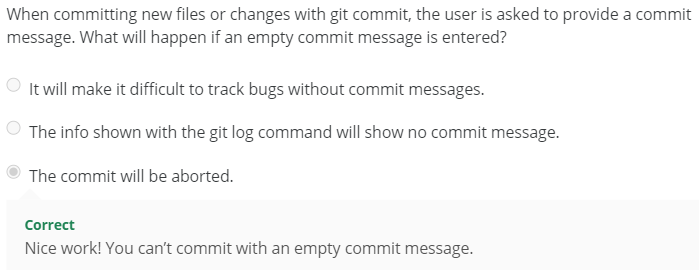 When committing new files or changes with git commit, the user is asked to provide a commit
message. What will happen if an empty commit message is entered?
It will make it difficult to track bugs without commit messages.
The info shown with the git log command will show no commit message.
The commit will be aborted.
Correct
Nice work! You can’t commit with an empty commit message.